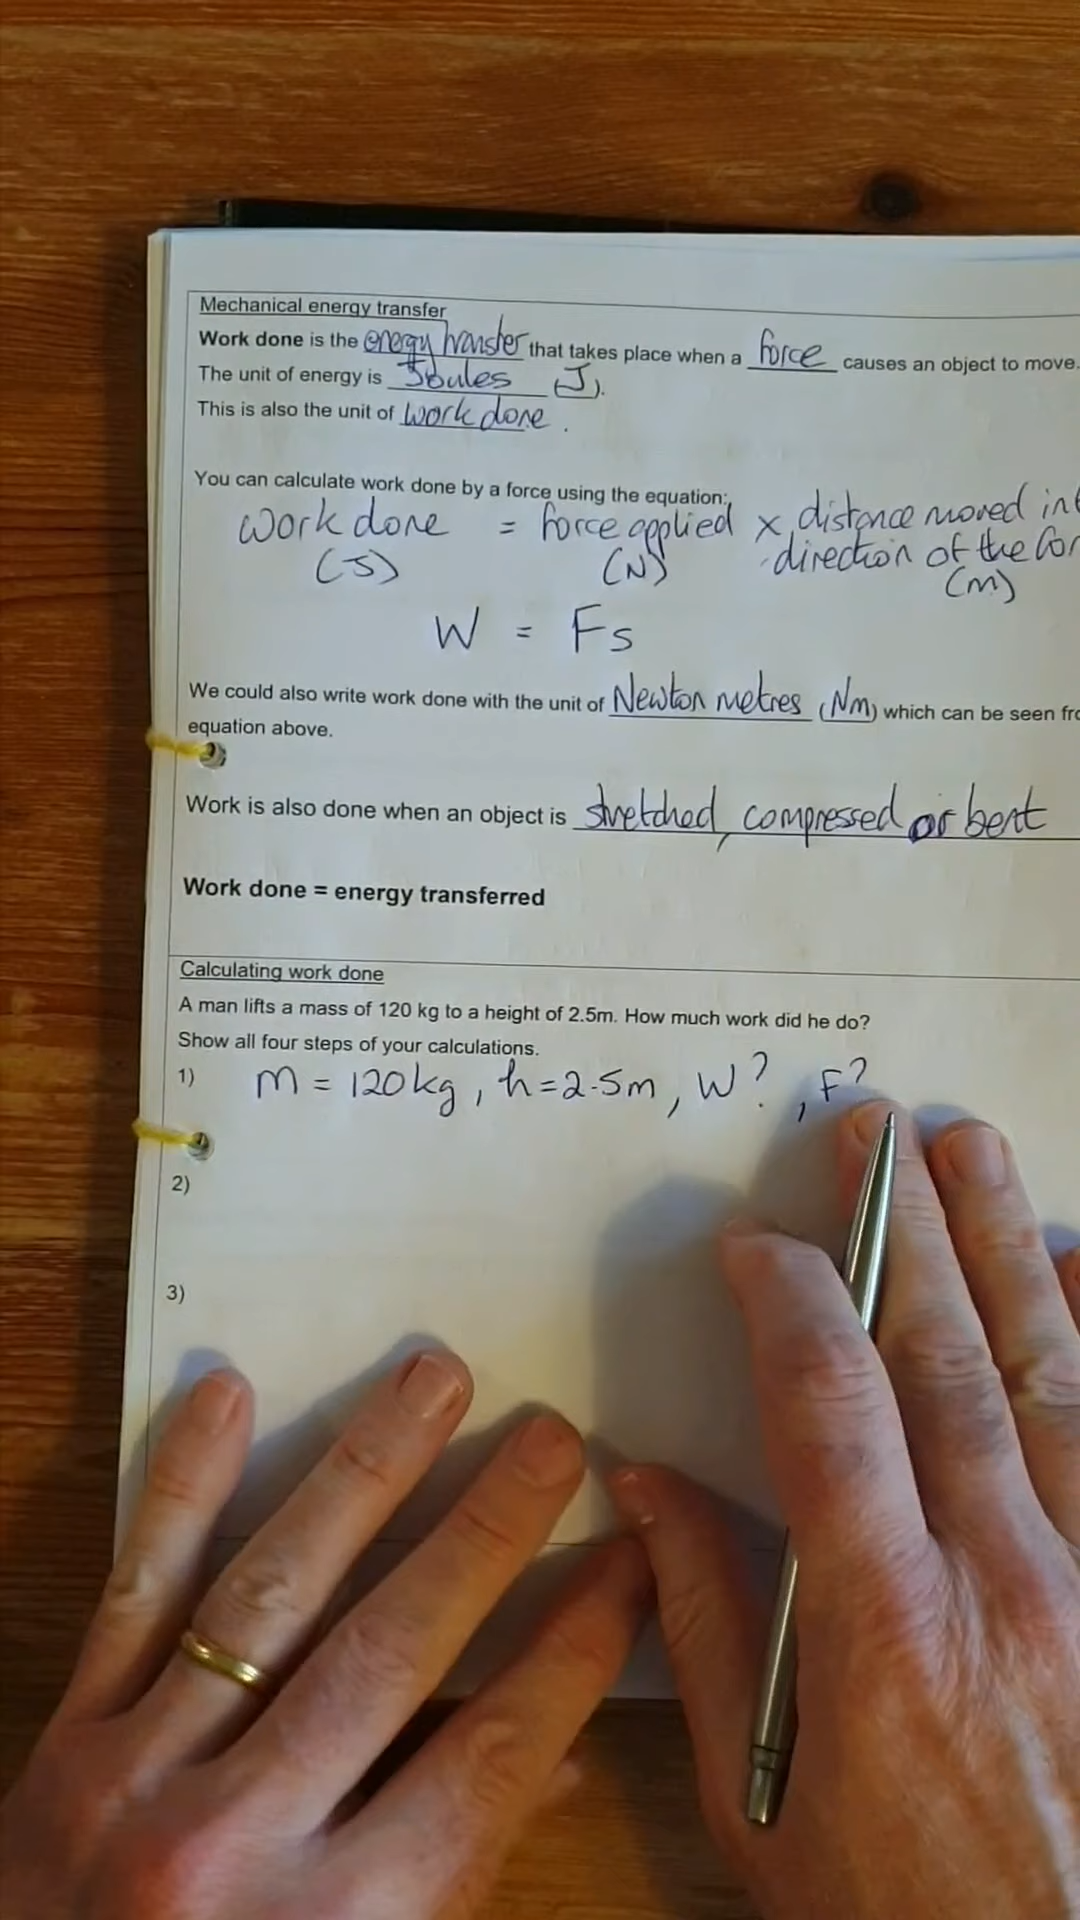 Mechanical energy transfer
Work done is the energy transfer that takes place when a force causes an object to move.
The unit of energy is Joules (J).
This is also the unit of work done.
You can calculate work done by a force using the equation:
work done = force applied x distance moved in
direction of the
(J) (N) (m)
W = Fs
We could also write work done with the unit of Newton metres (Nm) which can be seen
equation above.
Work is also done when an object is stretched, compressed or bent
Work done = energy transferred
Calculating work done
A man lifts a mass of 120 kg to a height of 2.5m. How much work did he do?
Show all four steps of your calculations.
1) m = 120kg, h=2.5m, W?, F?
2)
3)